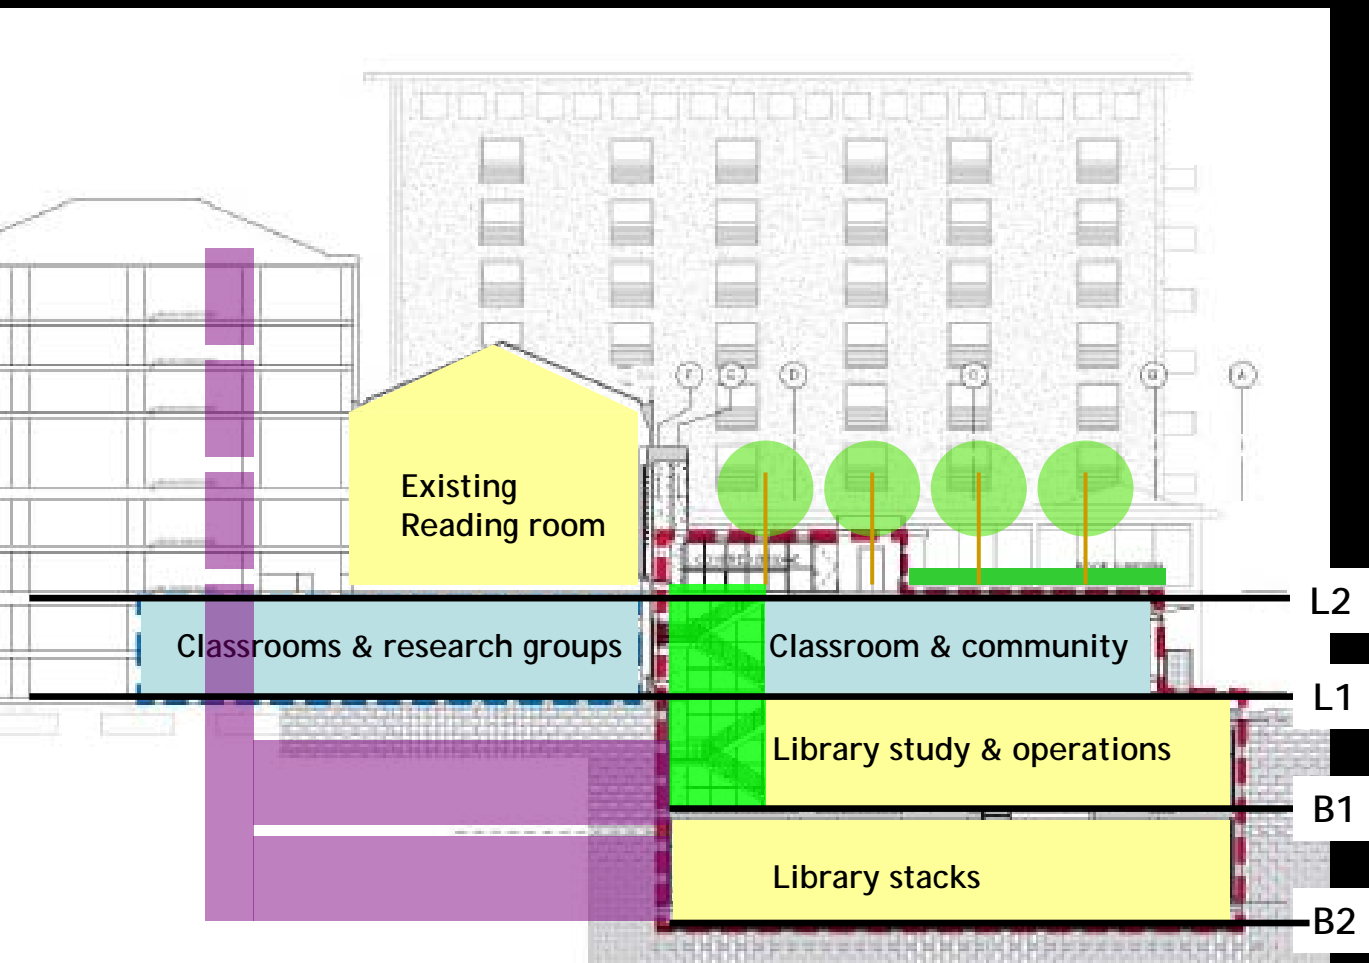 F
D
A
Existing
Reading room
L2
Classrooms & research groups
Classroom & community
L1
Library study & operations
B1
Library stacks
B2